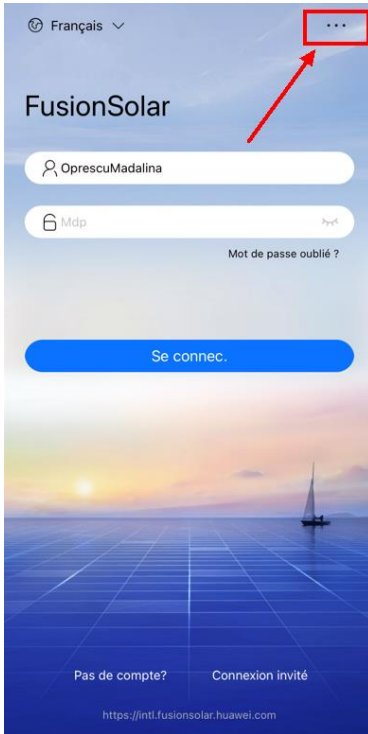 Français
FusionSolar
OprescuMadalina
Mdp
Mot de passe oublié ?
Se connec.
Pas de compte? Connexion invité
https://intl.fusionsolar.huawei.com